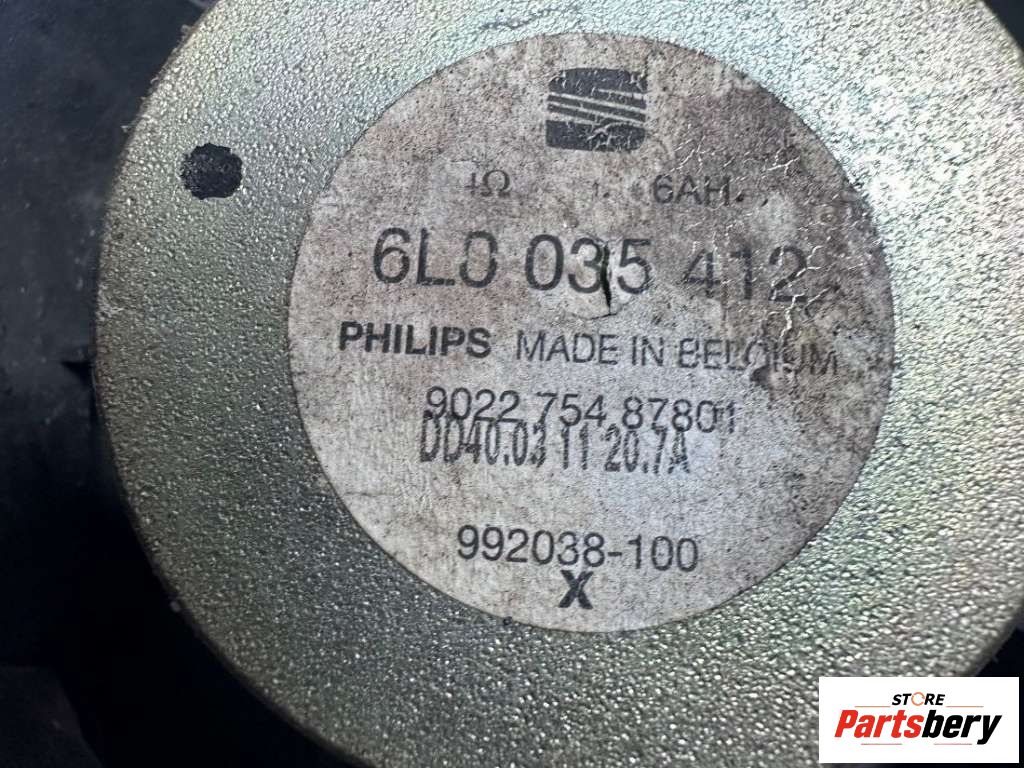 Ω 6AH
6L0 035 412
PHILIPS MADE IN BELGIUM
9022 754 87801
DD40.03 11 20.7A
992038-100
X
STORE
Partsbery